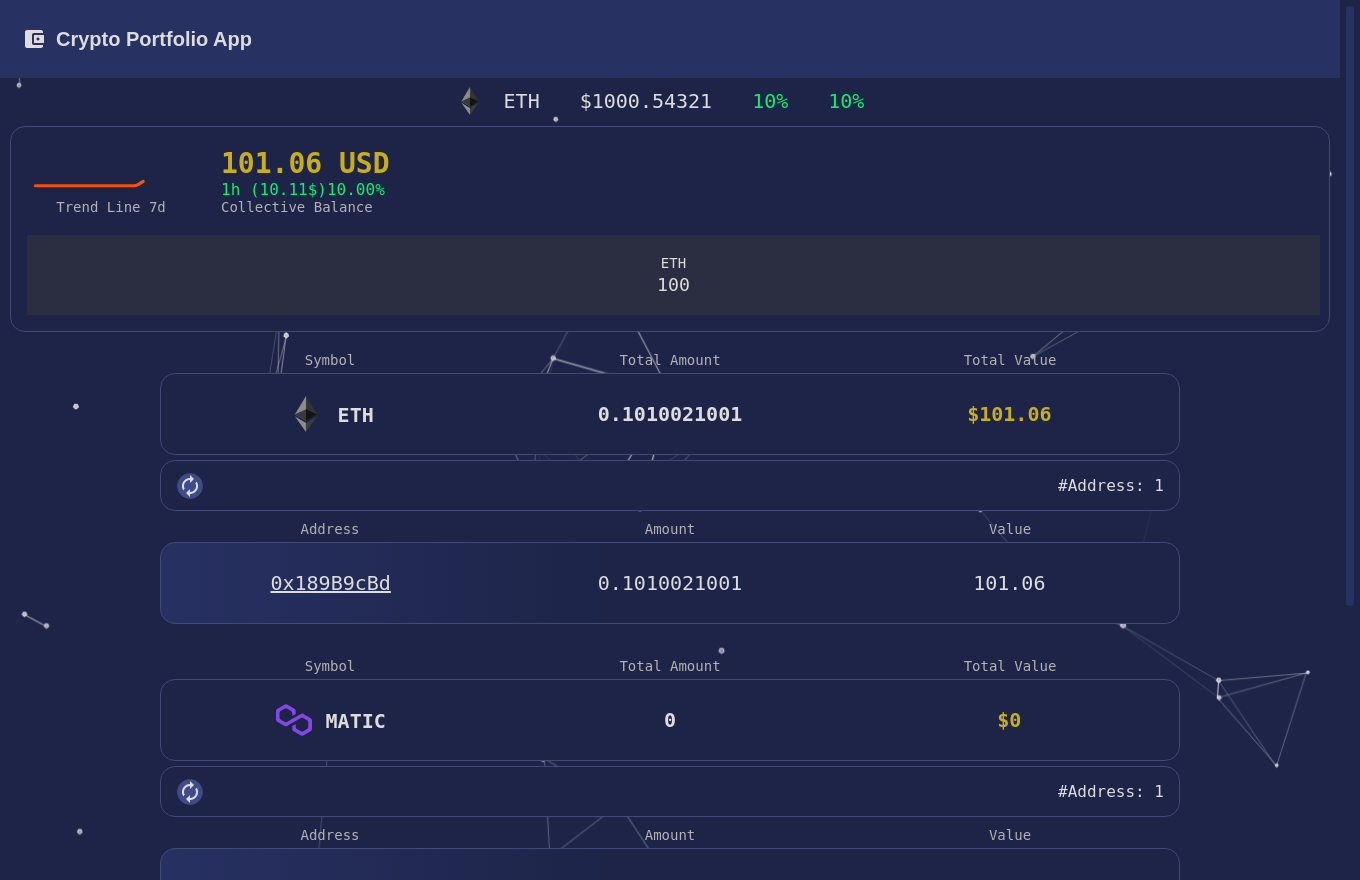 Crypto Portfolio App
ETH $1000.54321 10% 10%
101.06 USD
1h (10.11$)10.00%
Trend Line 7d
Collective Balance
ETH
100
Symbol Total Amount Total Value
ETH 0.1010021001 $101.06
#Address: 1
Address Amount Value
0x189B9cBd 0.1010021001 101.06
Symbol Total Amount Total Value
MATIC 0 $0
#Address: 1
Address Amount Value